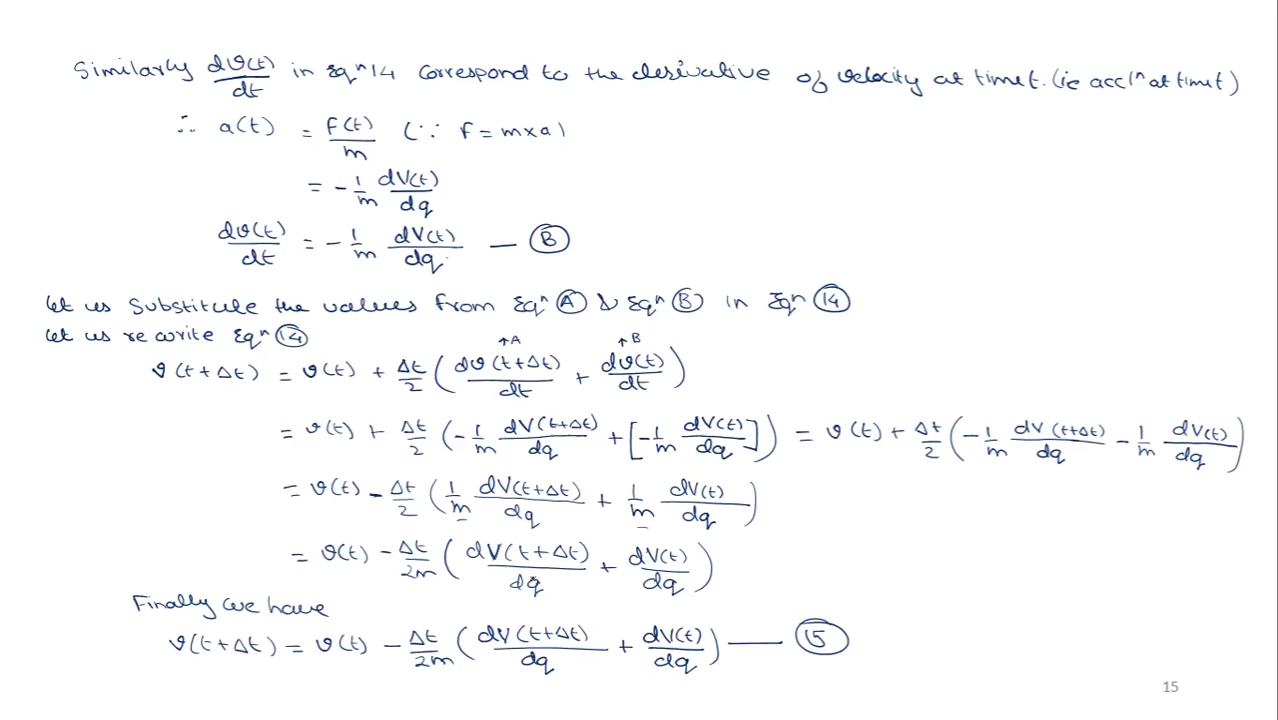 Similarly dϑ(t)/dt in Eqⁿ 14 correspond to the derivative of velocity at time t. (ie accⁿ at time t)
∴ a(t) = f(t)/m (∵ f = m×a)
= - 1/m dV(t)/dq
dϑ(t)/dt = - 1/m dV(t)/dq — Ⓑ
Let us Substitute the values from Eqⁿ Ⓐ & Eqⁿ Ⓑ in Eqⁿ ⑭
Let us rewrite Eqⁿ ⑭
↑A ↑B
ϑ(t+Δt) = ϑ(t) + Δt/2 ( dϑ(t+Δt)/dt + dϑ(t)/dt )
= ϑ(t) + Δt/2 ( - 1/m dV(t+Δt)/dq + [ - 1/m dV(t)/dq ] ) = ϑ(t) + Δt/2 ( - 1/m dV(t+Δt)/dq - 1/m dV(t)/dq )
= ϑ(t) - Δt/2 ( 1/m dV(t+Δt)/dq + 1/m dV(t)/dq )
= ϑ(t) - Δt/2m ( dV(t+Δt)/dq + dV(t)/dq )
Finally we have
ϑ(t+Δt) = ϑ(t) - Δt/2m ( dV(t+Δt)/dq + dV(t)/dq ) — ⑮
15